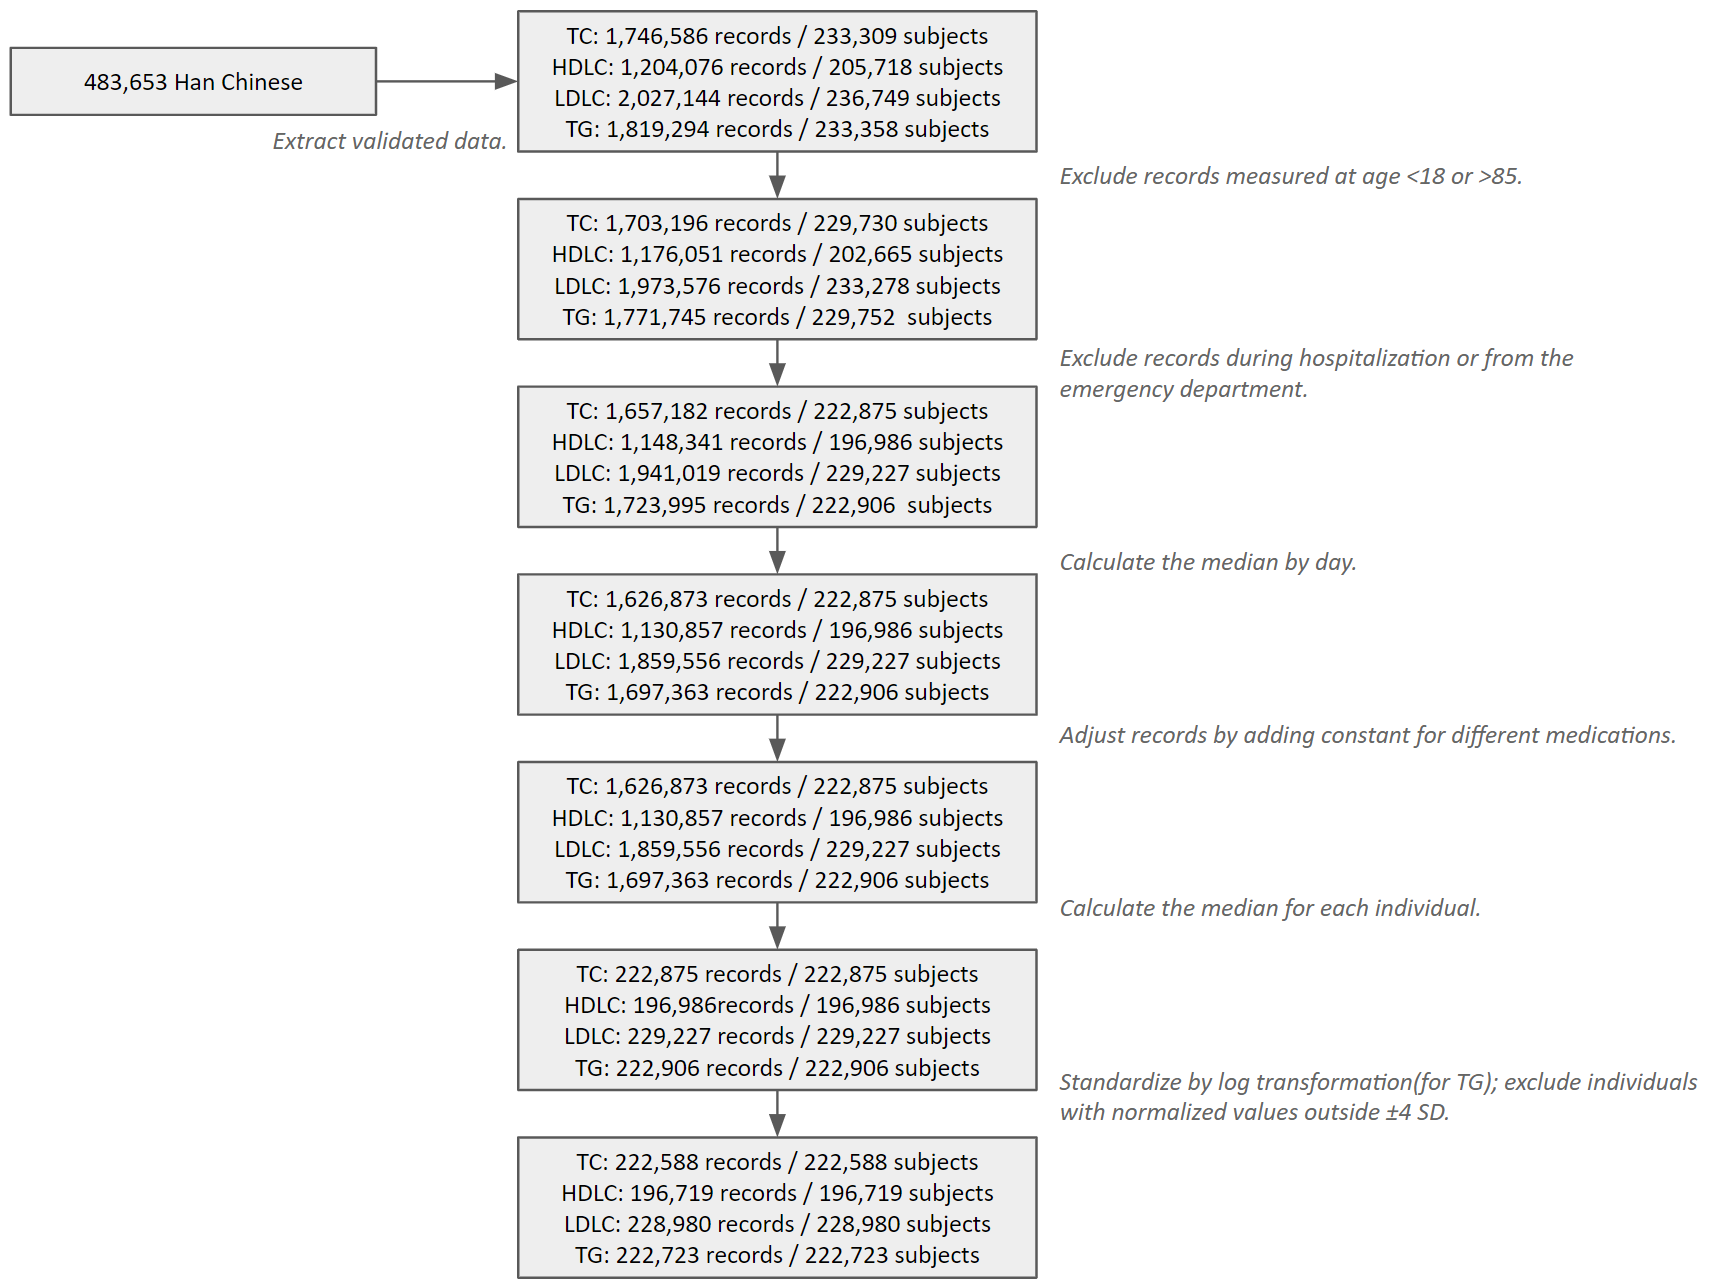 483,653 Han Chinese
Extract validated data.
TC: 1,746,586 records / 233,309 subjects
HDLC: 1,204,076 records / 205,718 subjects
LDLC: 2,027,144 records / 236,749 subjects
TG: 1,819,294 records / 233,358 subjects
Exclude records measured at age <18 or >85.
TC: 1,703,196 records / 229,730 subjects
HDLC: 1,176,051 records / 202,665 subjects
LDLC: 1,973,576 records / 233,278 subjects
TG: 1,771,745 records / 229,752  subjects
Exclude records during hospitalization or from the
emergency department.
TC: 1,657,182 records / 222,875 subjects
HDLC: 1,148,341 records / 196,986 subjects
LDLC: 1,941,019 records / 229,227 subjects
TG: 1,723,995 records / 222,906  subjects
Calculate the median by day.
TC: 1,626,873 records / 222,875 subjects
HDLC: 1,130,857 records / 196,986 subjects
LDLC: 1,859,556 records / 229,227 subjects
TG: 1,697,363 records / 222,906 subjects
Adjust records by adding constant for different medications.
TC: 1,626,873 records / 222,875 subjects
HDLC: 1,130,857 records / 196,986 subjects
LDLC: 1,859,556 records / 229,227 subjects
TG: 1,697,363 records / 222,906 subjects
Calculate the median for each individual.
TC: 222,875 records / 222,875 subjects
HDLC: 196,986records / 196,986 subjects
LDLC: 229,227 records / 229,227 subjects
TG: 222,906 records / 222,906 subjects
Standardize by log transformation(for TG); exclude individuals
with normalized values outside ±4 SD.
TC: 222,588 records / 222,588 subjects
HDLC: 196,719 records / 196,719 subjects
LDLC: 228,980 records / 228,980 subjects
TG: 222,723 records / 222,723 subjects